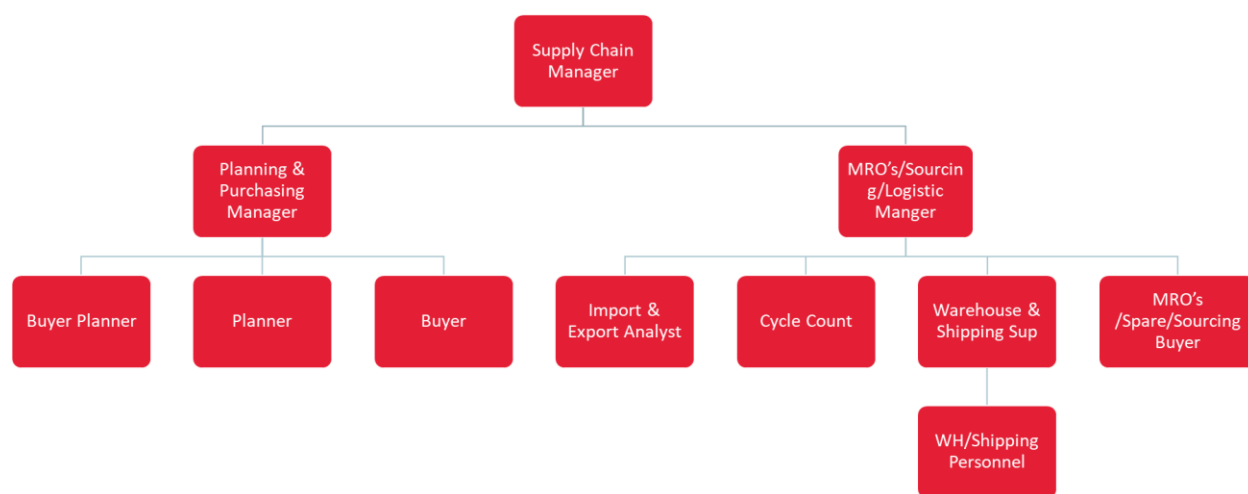 Supply Chain
Manager
Planning &
Purchasing
Manager
MRO's/Sourcin
g/Logistic
Manger
Buyer Planner
Planner
Buyer
Import &
Export Analyst
Cycle Count
Warehouse &
Shipping Sup
MRO's
/Spare/Sourcing
Buyer
WH/Shipping
Personnel